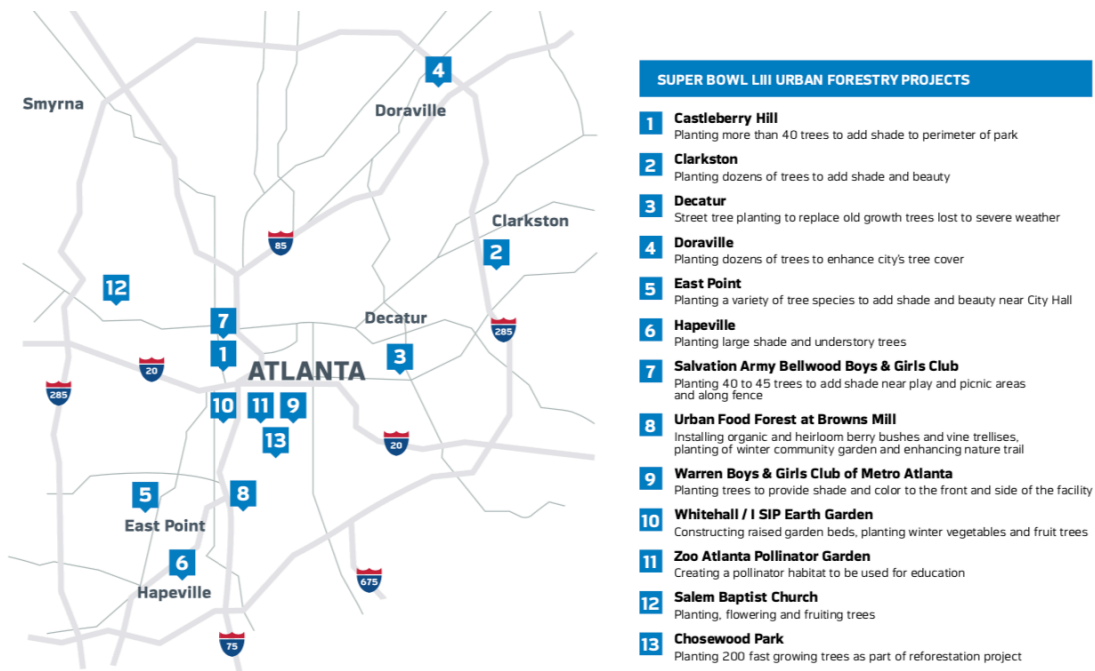 4
Smyrna
Doraville
Clarkston
85
2
12
7
Decatur
285
1
3
20
ATLANTA
285
10
11
9
13
20
5
8
East Point
6
675
Hapeville
75
SUPER BOWL LIII URBAN FORESTRY PROJECTS
1
Castleberry Hill
Planting more than 40 trees to add shade to perimeter of park
2
Clarkston
Planting dozens of trees to add shade and beauty
3
Decatur
Street tree planting to replace old growth trees lost to severe weather
4
Doraville
Planting dozens of trees to enhance city's tree cover
5
East Point
Planting a variety of tree species to add shade and beauty near City Hall
6
Hapeville
Planting large shade and understory trees
7
Salvation Army Bellwood Boys & Girls Club
Planting 40 to 45 trees to add shade near play and picnic areas
and along fence
8
Urban Food Forest at Browns Mill
Installing organic and heirloom berry bushes and vine trellises,
planting of winter community garden and enhancing nature trail
9
Warren Boys & Girls Club of Metro Atlanta
Planting trees to provide shade and color to the front and side of the facility
10
Whitehall / I SIP Earth Garden
Constructing raised garden beds, planting winter vegetables and fruit trees
11
Zoo Atlanta Pollinator Garden
Creating a pollinator habitat to be used for education
12
Salem Baptist Church
Planting, flowering and fruiting trees
13
Chosewood Park
Planting 200 fast growing trees as part of reforestation project